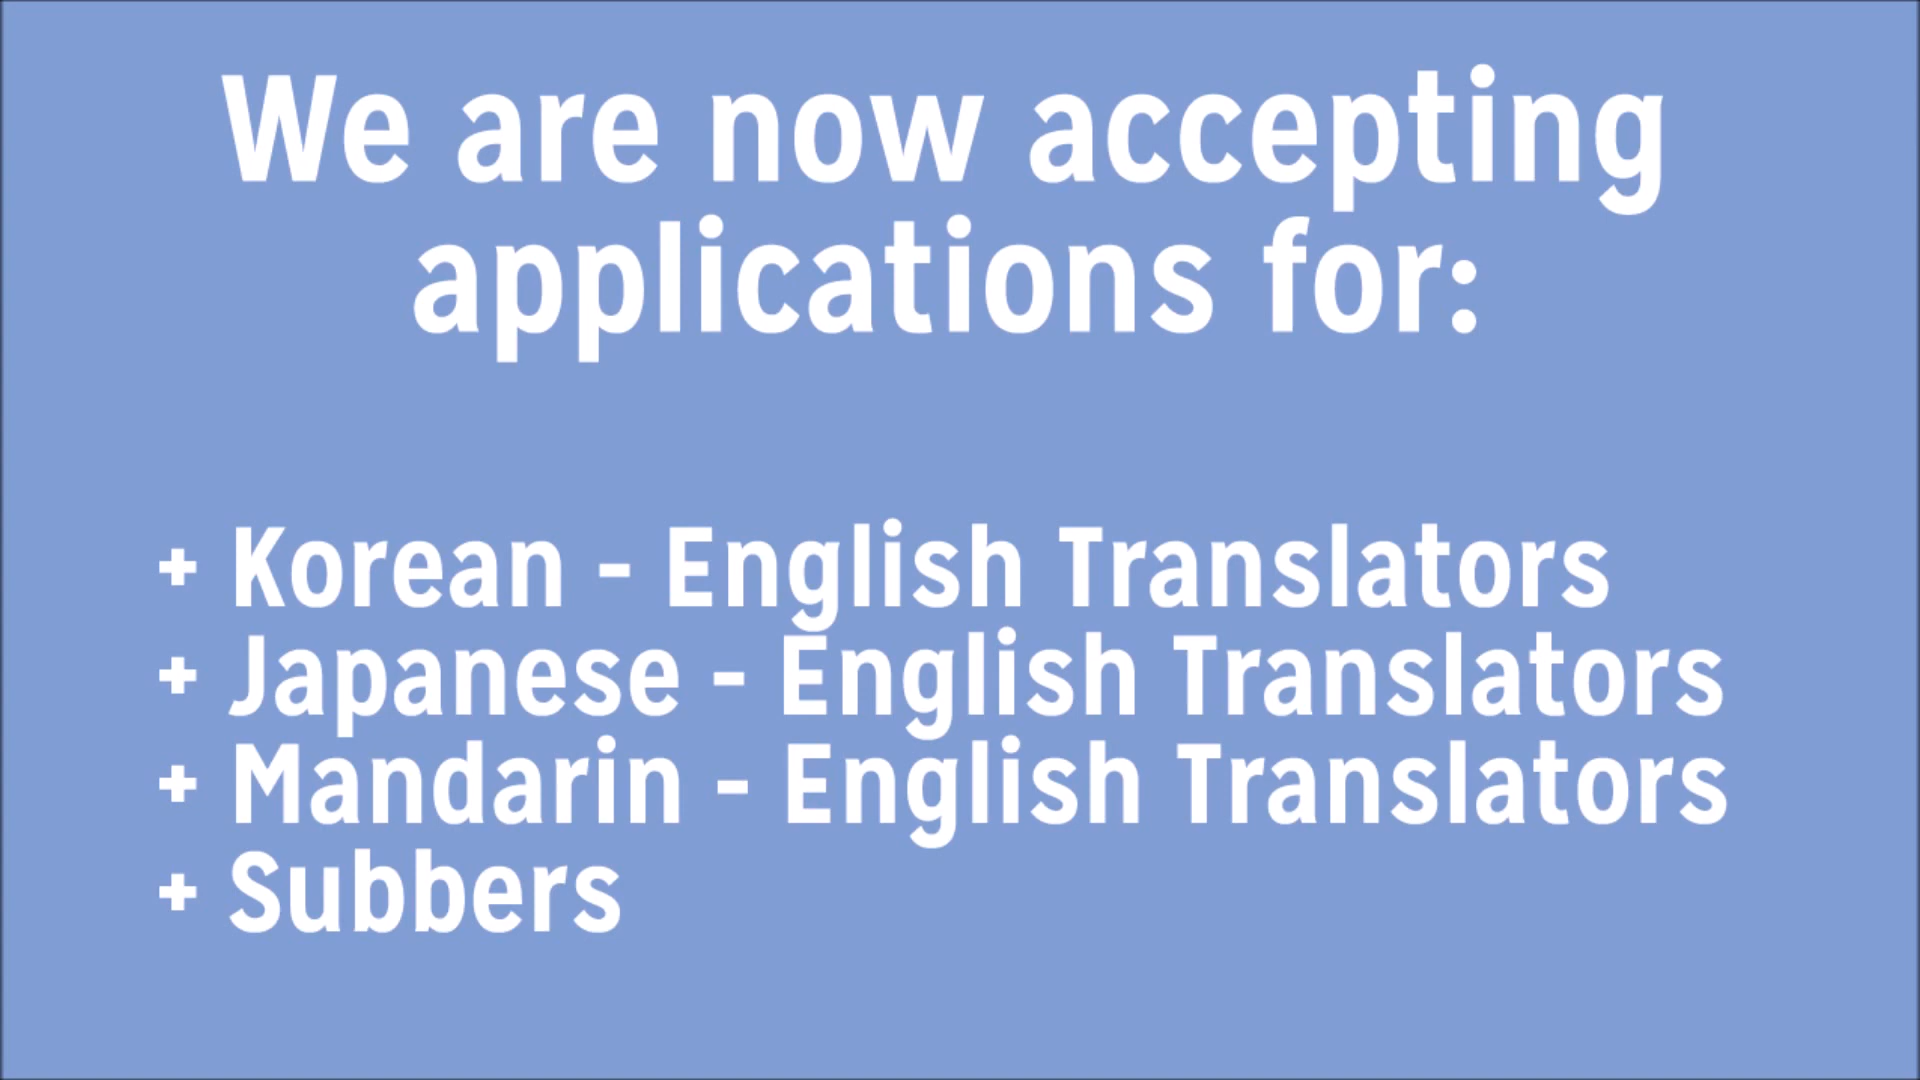 We are now accepting
applications for:
+ Korean - English Translators
+ Japanese - English Translators
+ Mandarin - English Translators
+ Subbers